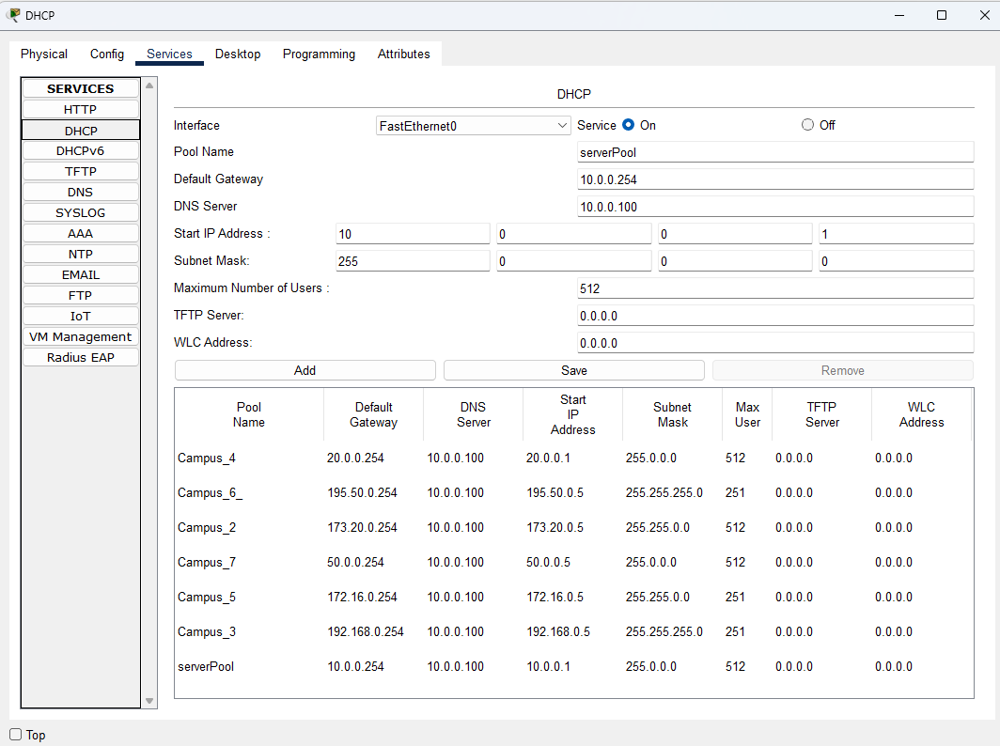 DHCP
Physical Config Services Desktop Programming Attributes
SERVICES
HTTP
DHCP
DHCPv6
TFTP
DNS
SYSLOG
AAA
NTP
EMAIL
FTP
IoT
VM Management
Radius EAP
DHCP
Interface FastEthernet0 Service On Off
Pool Name serverPool
Default Gateway 10.0.0.254
DNS Server 10.0.0.100
Start IP Address : 10 0 0 1
Subnet Mask: 255 0 0 0
Maximum Number of Users : 512
TFTP Server: 0.0.0.0
WLC Address: 0.0.0.0
Add Save Remove
Pool Name Default Gateway DNS Server Start IP Address Subnet Mask Max User TFTP Server WLC Address
Campus_4 20.0.0.254 10.0.0.100 20.0.0.1 255.0.0.0 512 0.0.0.0 0.0.0.0
Campus_6_ 195.50.0.254 10.0.0.100 195.50.0.5 255.255.255.0 251 0.0.0.0 0.0.0.0
Campus_2 173.20.0.254 10.0.0.100 173.20.0.5 255.255.0.0 512 0.0.0.0 0.0.0.0
Campus_7 50.0.0.254 10.0.0.100 50.0.0.5 255.0.0.0 512 0.0.0.0 0.0.0.0
Campus_5 172.16.0.254 10.0.0.100 172.16.0.5 255.255.0.0 251 0.0.0.0 0.0.0.0
Campus_3 192.168.0.254 10.0.0.100 192.168.0.5 255.255.255.0 251 0.0.0.0 0.0.0.0
serverPool 10.0.0.254 10.0.0.100 10.0.0.1 255.0.0.0 512 0.0.0.0 0.0.0.0
Top